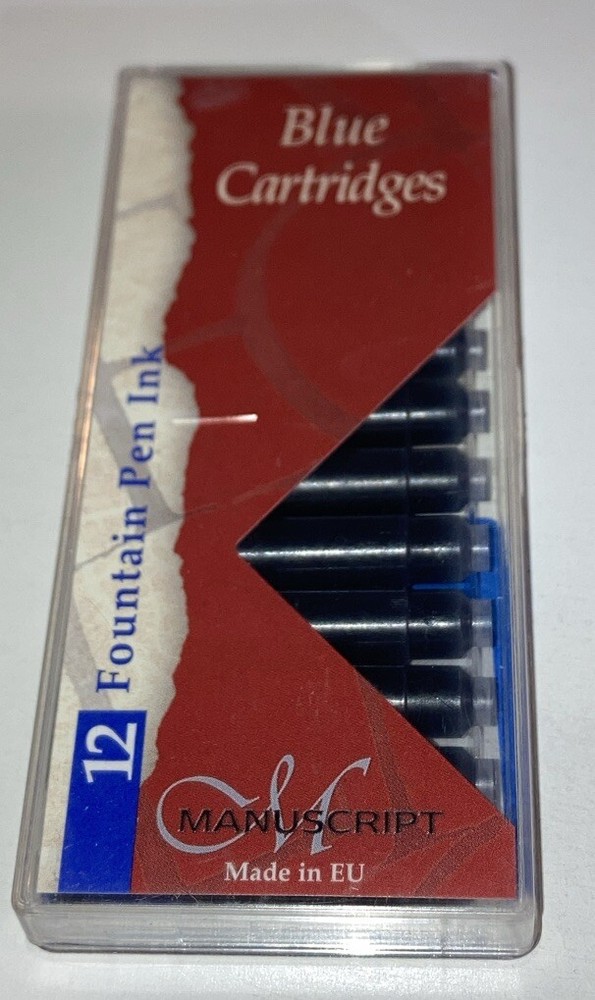 Blue
Cartridges
12 Fountain Pen Ink
M
MANUSCRIPT
Made in EU